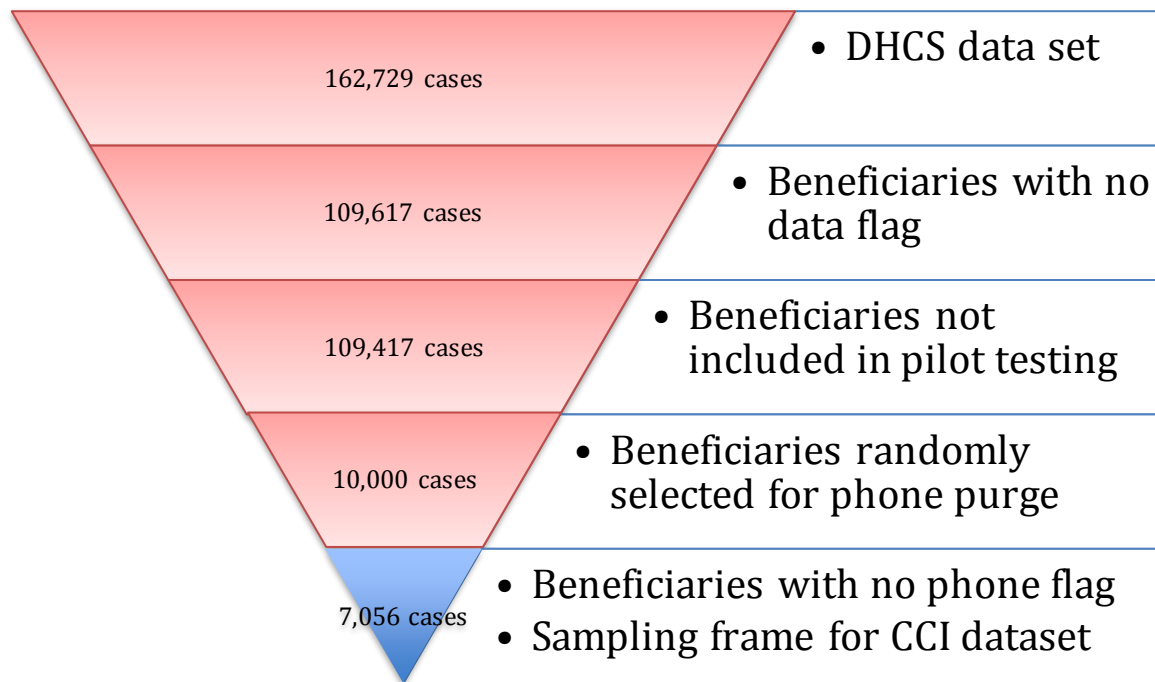 162,729 cases
• DHCS data set
109,617 cases
• Beneficiaries with no
data flag
109,417 cases
• Beneficiaries not
included in pilot testing
10,000 cases
• Beneficiaries randomly
selected for phone purge
7,056 cases
• Beneficiaries with no phone flag
• Sampling frame for CCI dataset